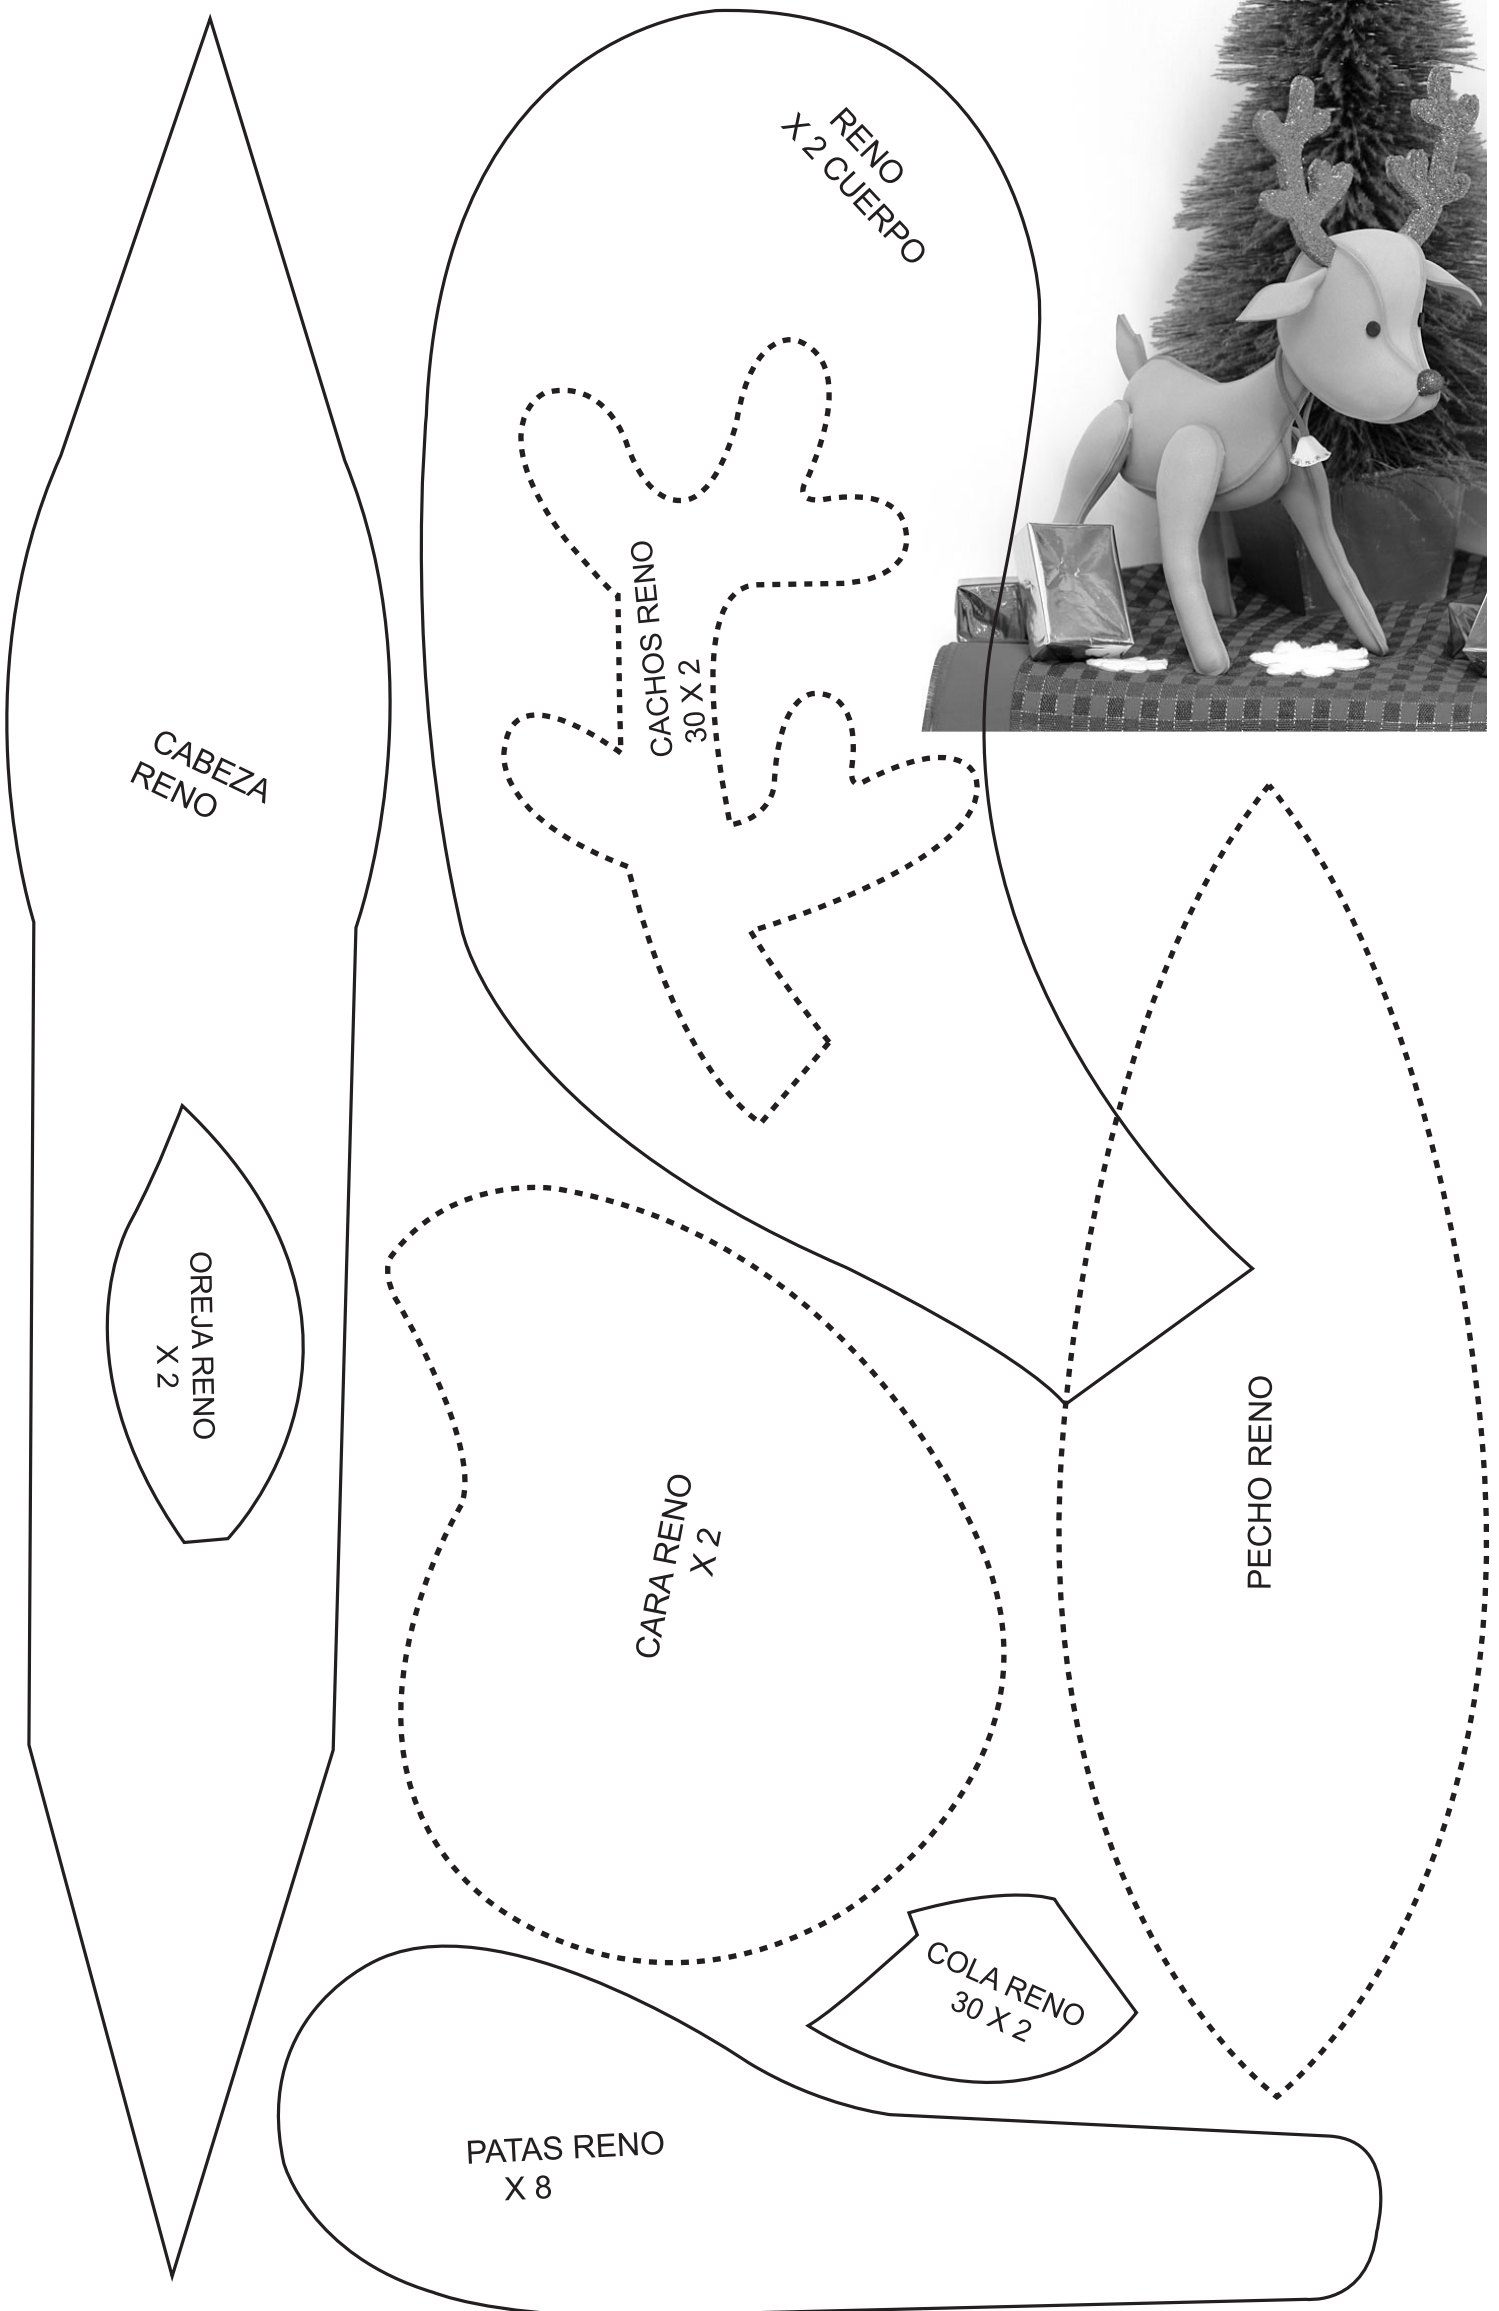 RENO
X 2 CUERPO
CACHOS RENO
30 X 2
CABEZA
RENO
OREJA RENO
X 2
CARA RENO
X 2
PECHO RENO
COLA RENO
30 X 2
PATAS RENO
X 8